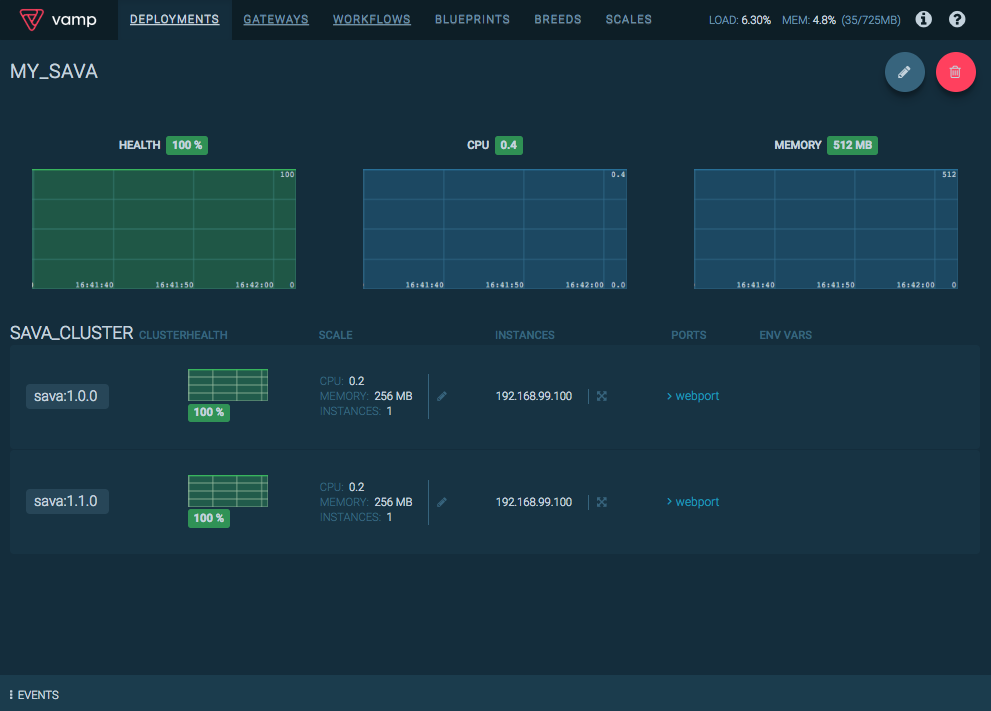 vamp DEPLOYMENTS GATEWAYS WORKFLOWS BLUEPRINTS BREEDS SCALES LOAD: 6.30% MEM: 4.8% (35/725MB) i ?
MY_SAVA
HEALTH 100 % CPU 0.4 MEMORY 512 MB
100 0.4 512
16:41:40 16:41:50 16:42:00 0 16:41:40 16:41:50 16:42:00 0.0 16:41:40 16:41:50 16:42:00 0
SAVA_CLUSTER CLUSTERHEALTH SCALE INSTANCES PORTS ENV VARS
CPU: 0.2
sava:1.0.0 MEMORY: 256 MB 192.168.99.100 > webport
100 % INSTANCES: 1
CPU: 0.2
sava:1.1.0 MEMORY: 256 MB 192.168.99.100 > webport
100 % INSTANCES: 1
EVENTS